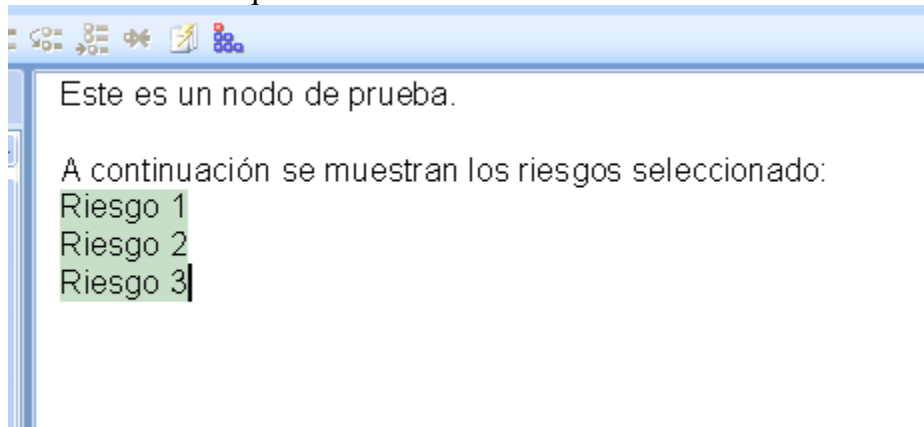 Este es un nodo de prueba.
A continuación se muestran los riesgos seleccionado:
Riesgo 1
Riesgo 2
Riesgo 3